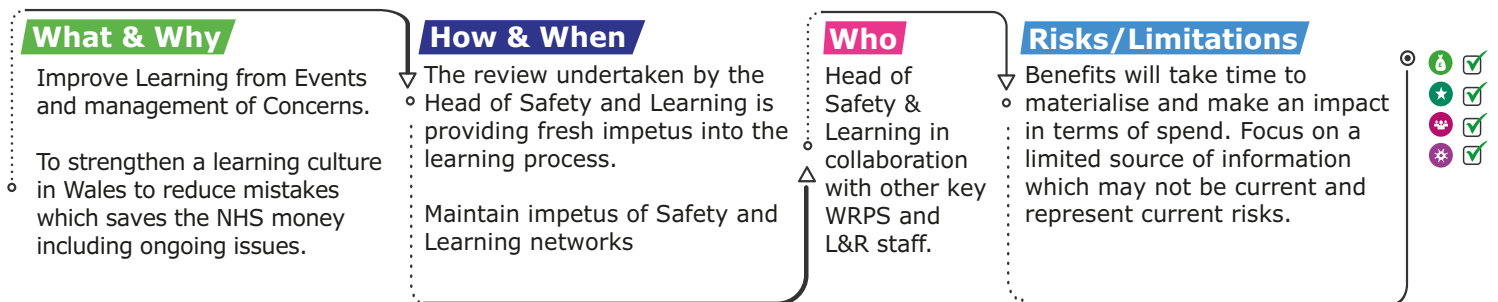 What & Why
Improve Learning from Events
and management of Concerns.
To strengthen a learning culture
in Wales to reduce mistakes
which saves the NHS money
including ongoing issues.
How & When
The review undertaken by the
Head of Safety and Learning is
providing fresh impetus into the
learning process.
Maintain impetus of Safety and
Learning networks
Who
Head of
Safety &
Learning in
collaboration
with other key
WRPS and
L&R staff.
Risks/Limitations
Benefits will take time to
materialise and make an impact
in terms of spend. Focus on a
limited source of information
which may not be current and
represent current risks.